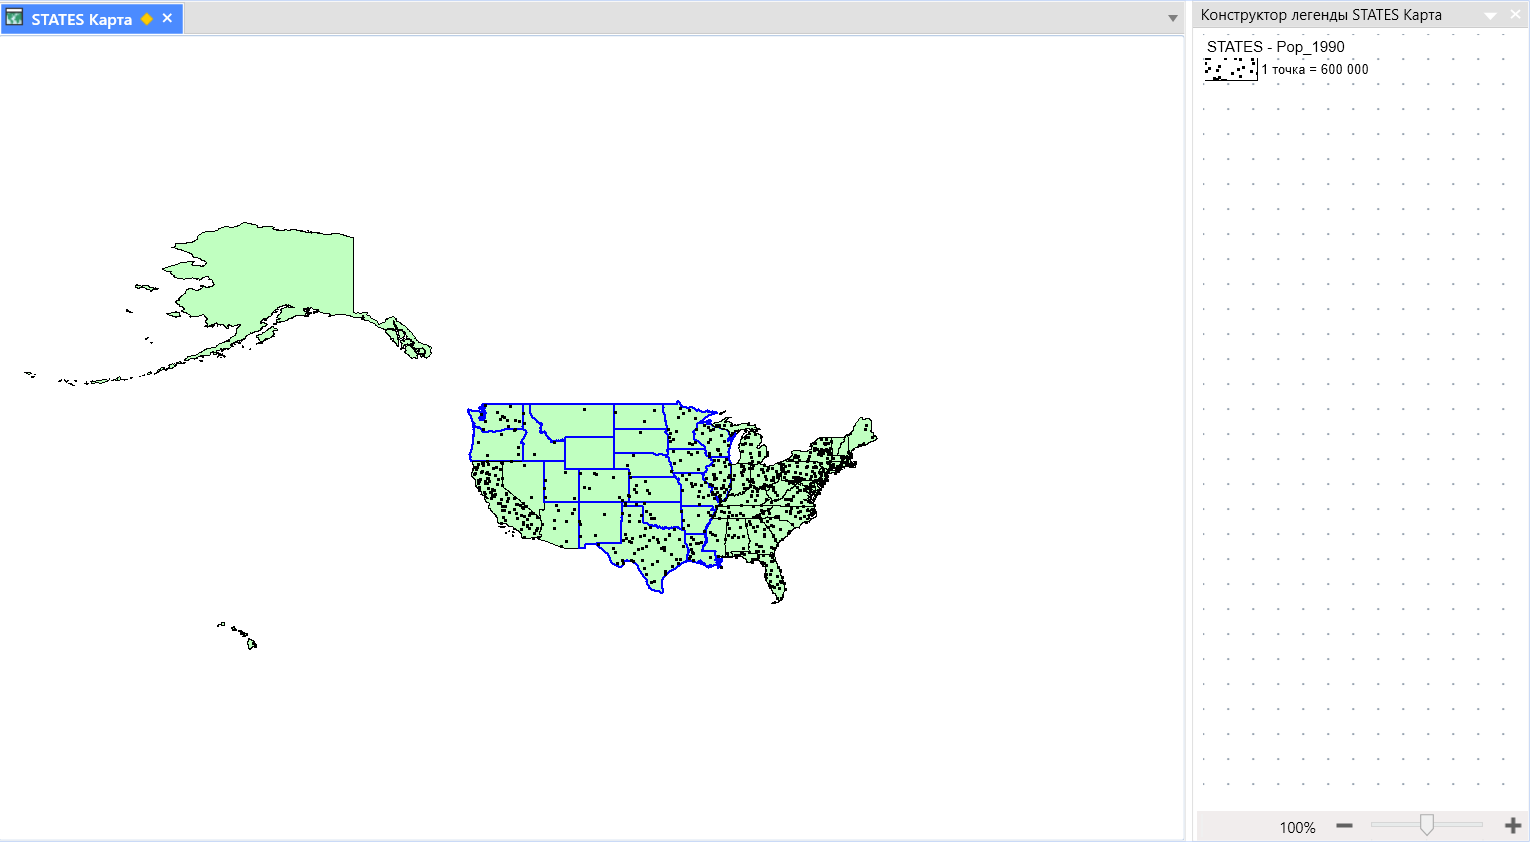 STATES Карта
Конструктор легенды STATES Карта
STATES - Pop_1990
1 точка = 600 000
100%